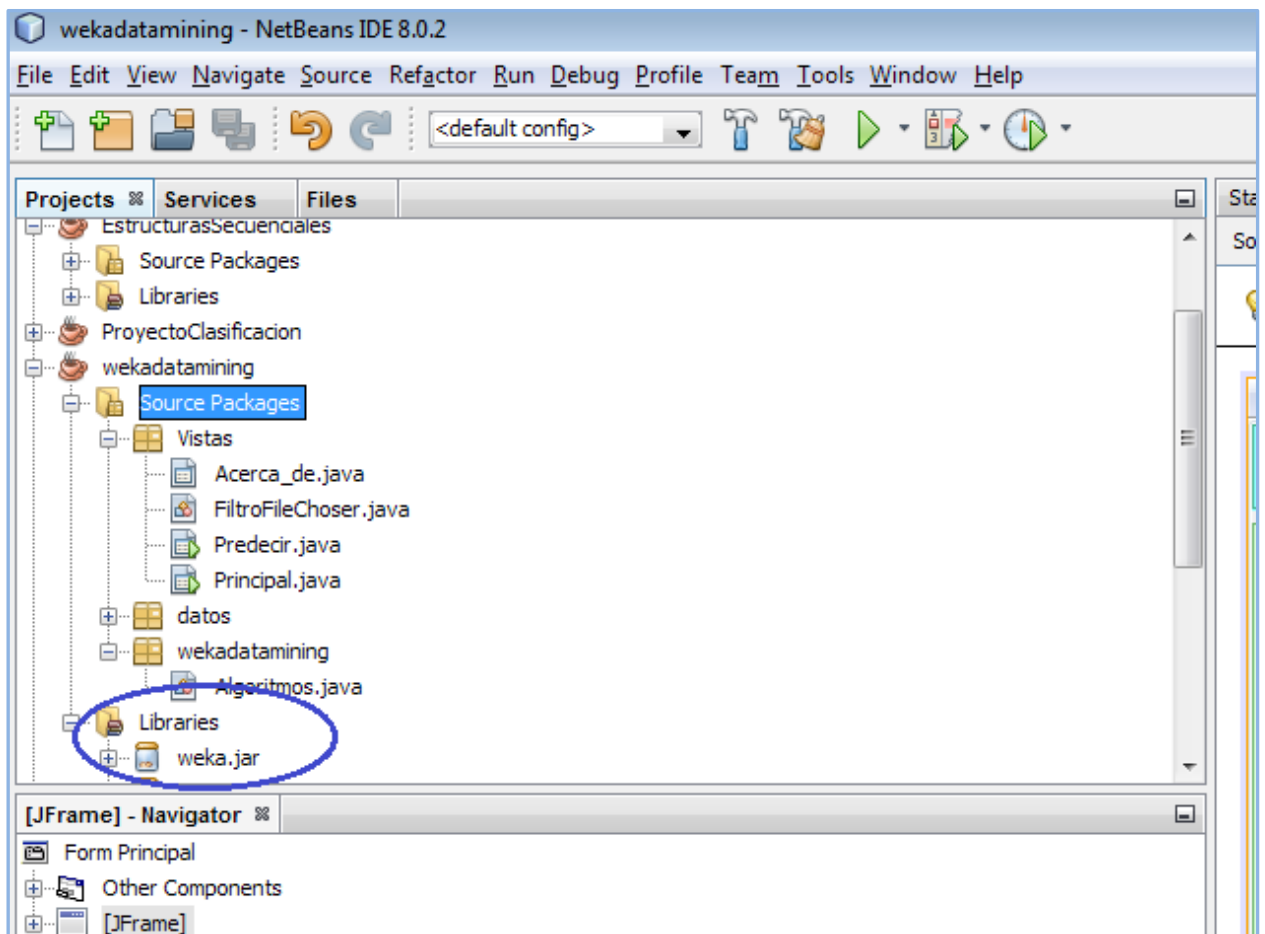 wekadatamining - NetBeans IDE 8.0.2
File Edit View Navigate Source Refactor Run Debug Profile Team Tools Window Help
<default config>
Projects Services Files
EstructurasSecuenciales
Source Packages
Libraries
ProyectoClasificacion
wekadatamining
Source Packages
Vistas
Acerca_de.java
FiltroFileChoser.java
Predecir.java
Principal.java
datos
wekadatamining
Algoritmos.java
Libraries
weka.jar
[JFrame] - Navigator
Form Principal
Other Components
[JFrame]
Sta
So